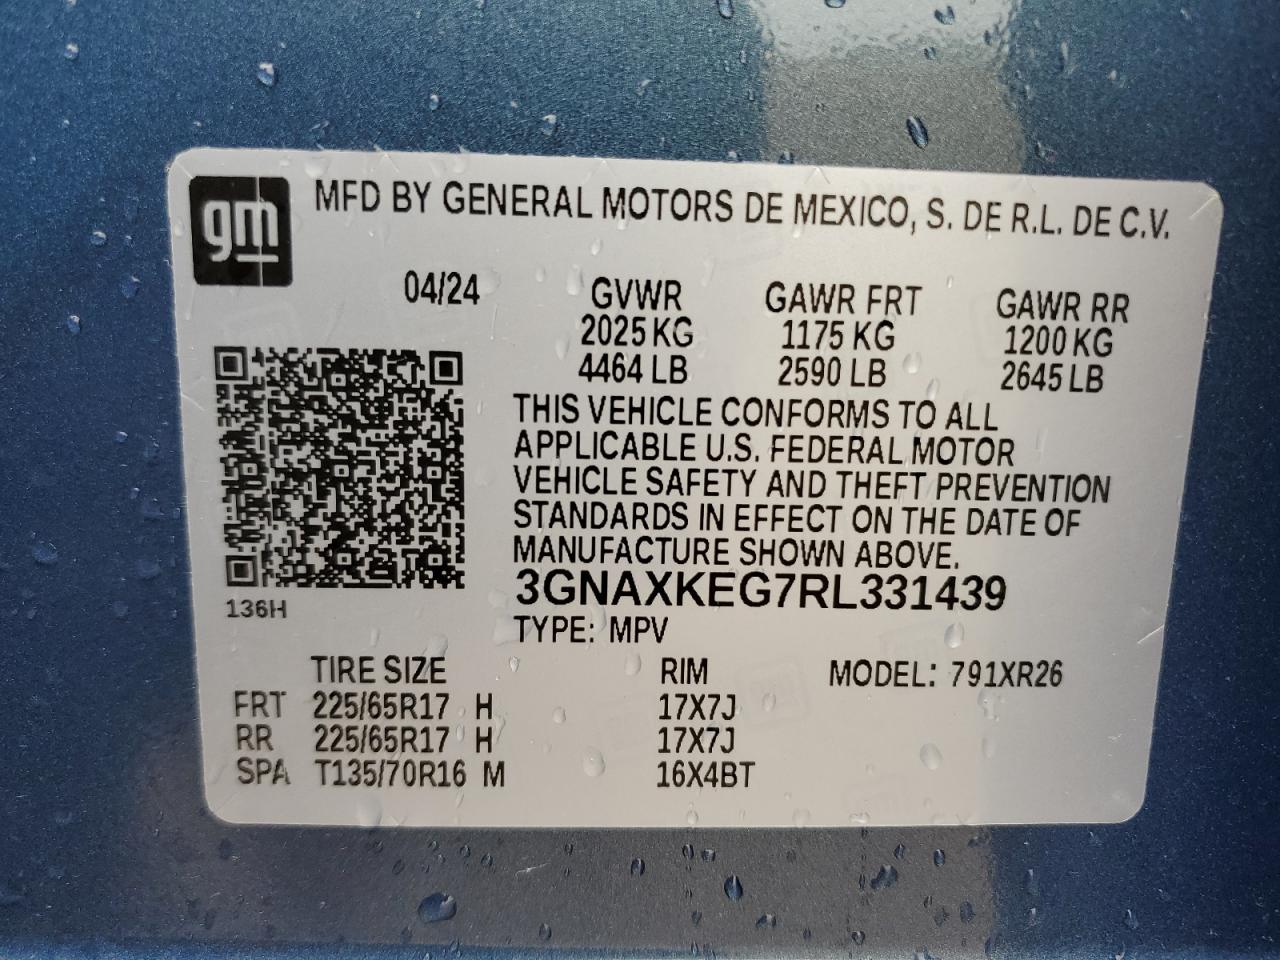 gm
MFD BY GENERAL MOTORS DE MEXICO, S. DE R.L. DE C.V.
04/24 GVWR GAWR FRT GAWR RR
2025 KG 1175 KG 1200 KG
4464 LB 2590 LB 2645 LB
THIS VEHICLE CONFORMS TO ALL
APPLICABLE U.S. FEDERAL MOTOR
VEHICLE SAFETY AND THEFT PREVENTION
STANDARDS IN EFFECT ON THE DATE OF
MANUFACTURE SHOWN ABOVE.
3GNAXKEG7RL331439
136H
TYPE: MPV
TIRE SIZE RIM MODEL: 791XR26
FRT 225/65R17 H 17X7J
RR 225/65R17 H 17X7J
SPA T135/70R16 M 16X4BT